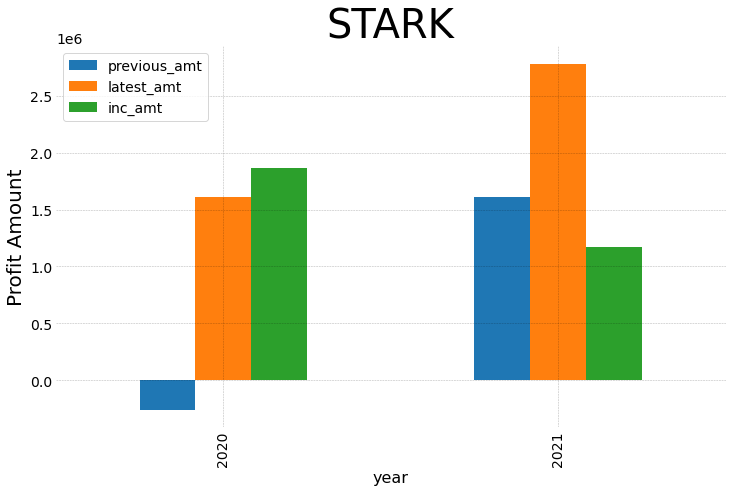 STARK
1e6
previous_amt
latest_amt
inc_amt
Profit Amount
2.5
2.0
1.5
1.0
0.5
0.0
2020
2021
year